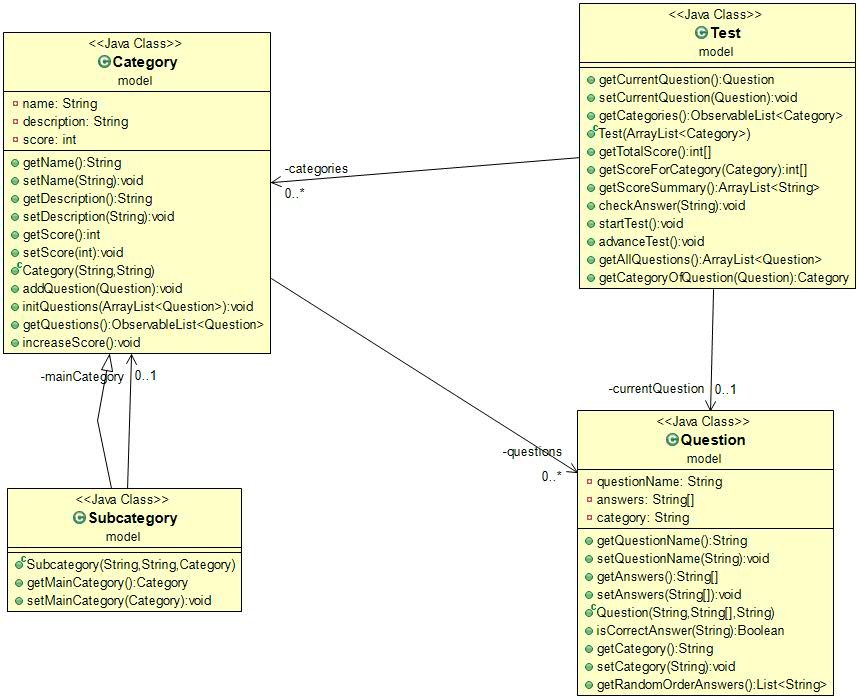 <<Java Class>>
Category
model
name: String
description: String
score: int
getName():String
setName(String):void
getDescription():String
setDescription(String):void
getScore():int
setScore(int):void
Category(String,String)
addQuestion(Question):void
initQuestions(ArrayList<Question>):void
getQuestions():ObservableList<Question>
increaseScore():void
<<Java Class>>
Test
model
getCurrentQuestion():Question
setCurrentQuestion(Question):void
getCategories():ObservableList<Category>
Test(ArrayList<Category>)
getTotalScore():int[]
getScoreForCategory(Category):int[]
getScoreSummary():ArrayList<String>
checkAnswer(String):void
startTest():void
advanceTest():void
getAllQuestions():ArrayList<Question>
getCategoryOfQuestion(Question):Category
-categories
0..*
-mainCategory
0..1
-currentQuestion
0..1
-questions
0..*
<<Java Class>>
Subcategory
model
Subcategory(String,String,Category)
getMainCategory():Category
setMainCategory(Category):void
<<Java Class>>
Question
model
questionName: String
answers: String[]
category: String
getQuestionName():String
setQuestionName(String):void
getAnswers():String[]
setAnswers(String[]):void
Question(String,String[],String)
isCorrectAnswer(String):Boolean
getCategory():String
setCategory(String):void
getRandomOrderAnswers():List<String>